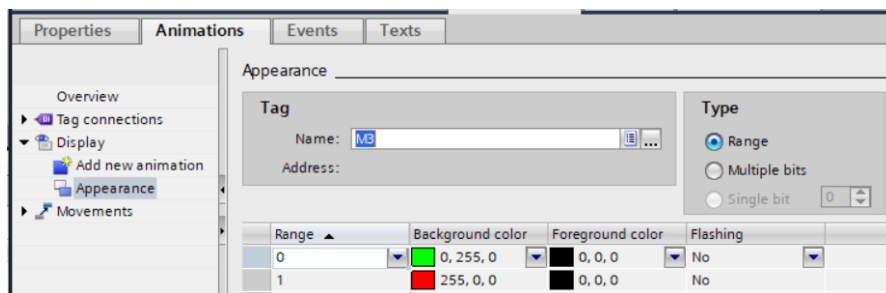 Properties Animations Events Texts
Appearance
Overview
Tag connections
Display
Add new animation
Appearance
Movements
Tag
Name: M3 ...
Address:
Type
Range
Multiple bits
Single bit 0
Range Background color Foreground color Flashing
0 0, 255, 0 0, 0, 0 No
1 255, 0, 0 0, 0, 0 No